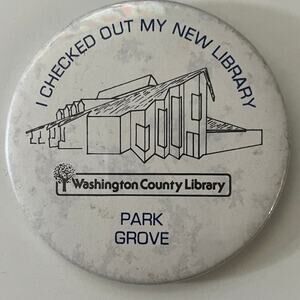 I CHECKED OUT MY NEW LIBRARY
Washington County Library
PARK
GROVE